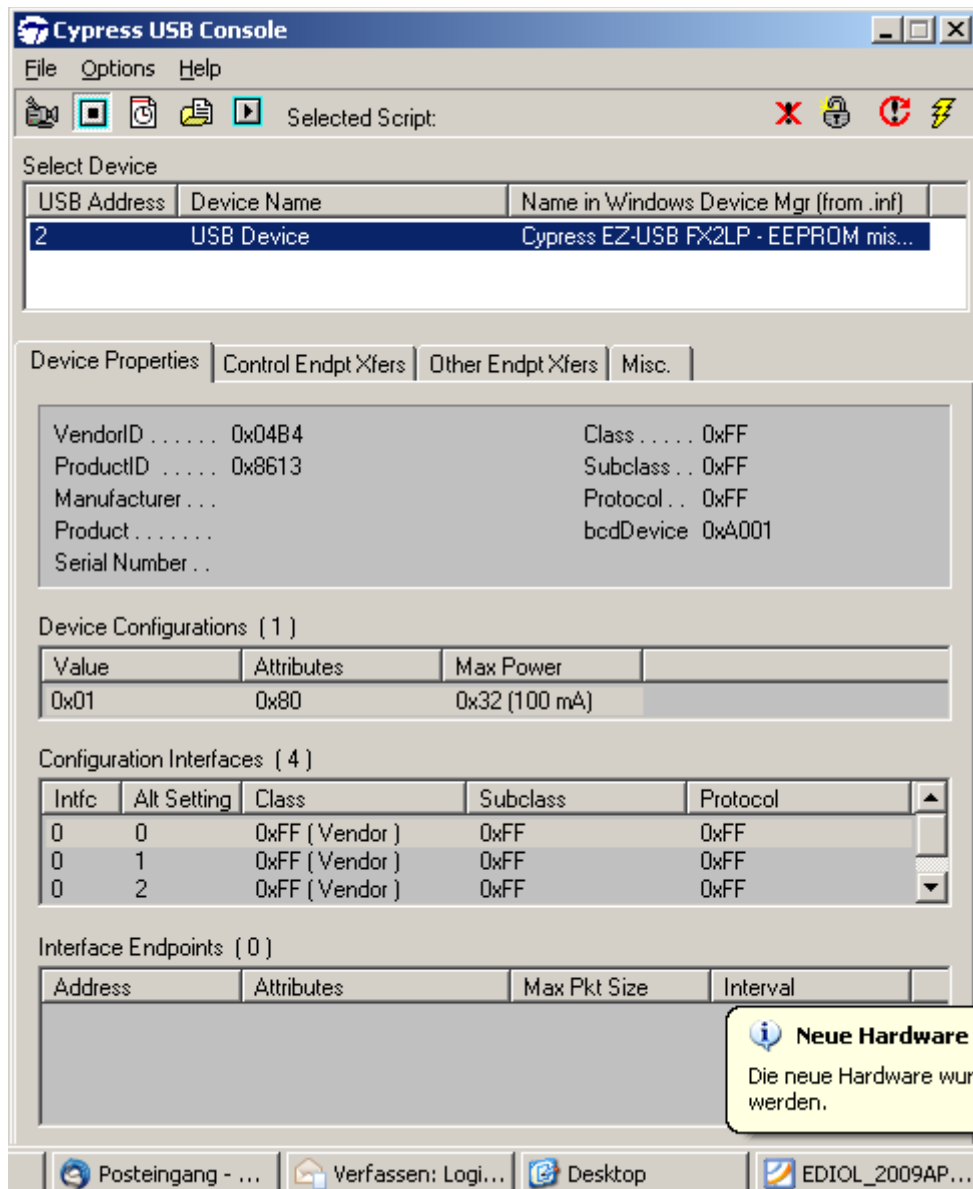 Cypress USB Console
File Options Help
Selected Script:
Select Device
USB Address Device Name Name in Windows Device Mgr (from .inf)
2 USB Device Cypress EZ-USB FX2LP - EEPROM mis...
Device Properties Control Endpt Xfers Other Endpt Xfers Misc.
VendorID . . . . . . 0x04B4 Class . . . . . 0xFF
ProductID . . . . . 0x8613 Subclass . . 0xFF
Manufacturer . . . Protocol . . 0xFF
Product . . . . . . . bcdDevice 0xA001
Serial Number . .
Device Configurations ( 1 )
Value Attributes Max Power
0x01 0x80 0x32 (100 mA)
Configuration Interfaces ( 4 )
Intfc Alt Setting Class Subclass Protocol
0 0 0xFF ( Vendor ) 0xFF 0xFF
0 1 0xFF ( Vendor ) 0xFF 0xFF
0 2 0xFF ( Vendor ) 0xFF 0xFF
Interface Endpoints ( 0 )
Address Attributes Max Pkt Size Interval
Neue Hardware
Die neue Hardware wur
werden.
Posteingang - ... Verfassen: Logi... Desktop EDIOL_2009AP...